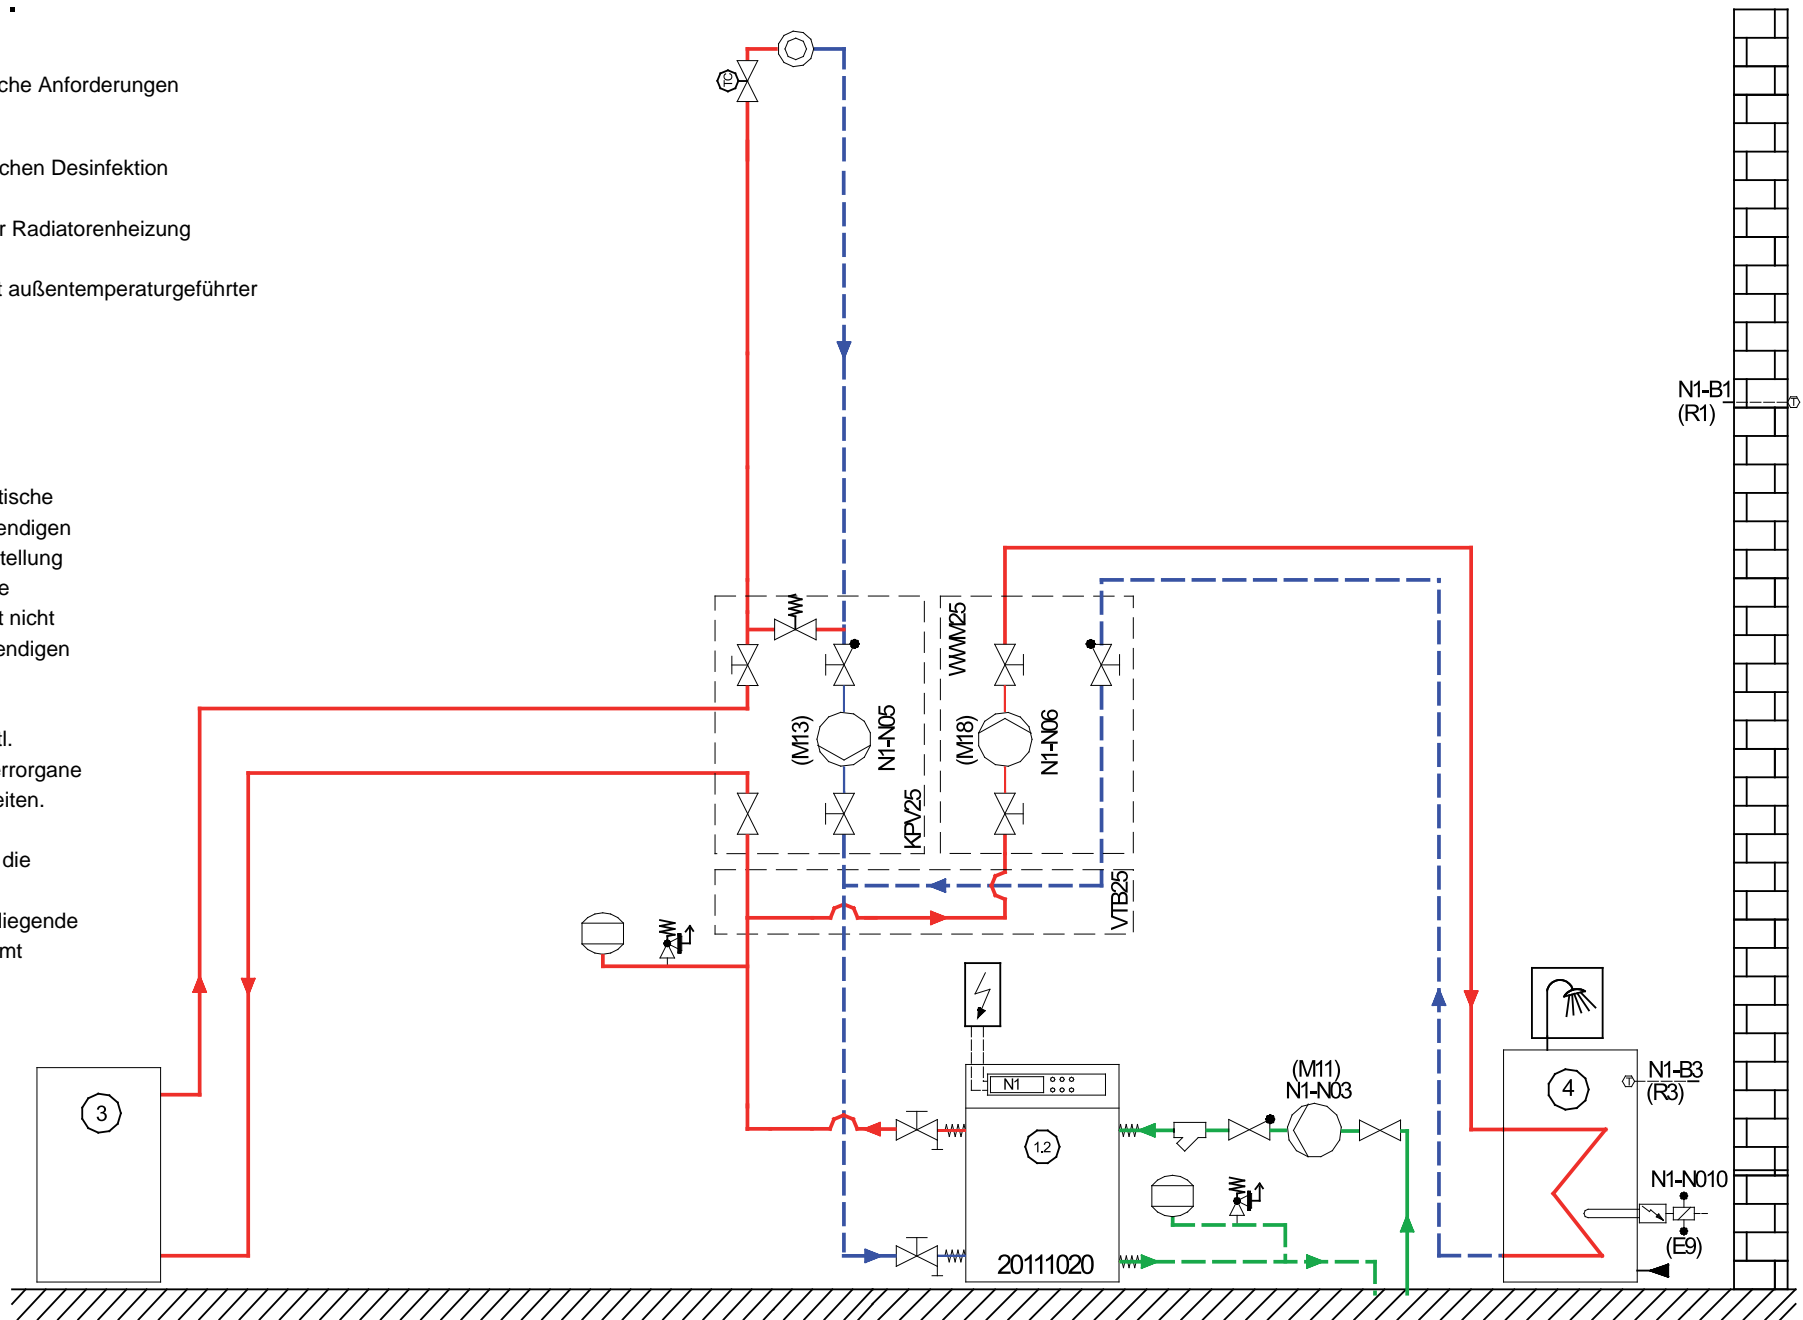 che Anforderungen
chen Desinfektion
r Radiatorenheizung
t außentemperaturgeführter
tische
endigen
tellung
e
t nicht
endigen
tl.
errorgane
eiten.
die
liegende
mt
TC
N1-B1
(R1)
T
WWM25
(M13)
N1-N05
KPV25
(M18)
N1-N06
VTB25
N1
1.2
20111020
(M11)
N1-N03
3
4
T
N1-B3
(R3)
N1-N010
(E9)